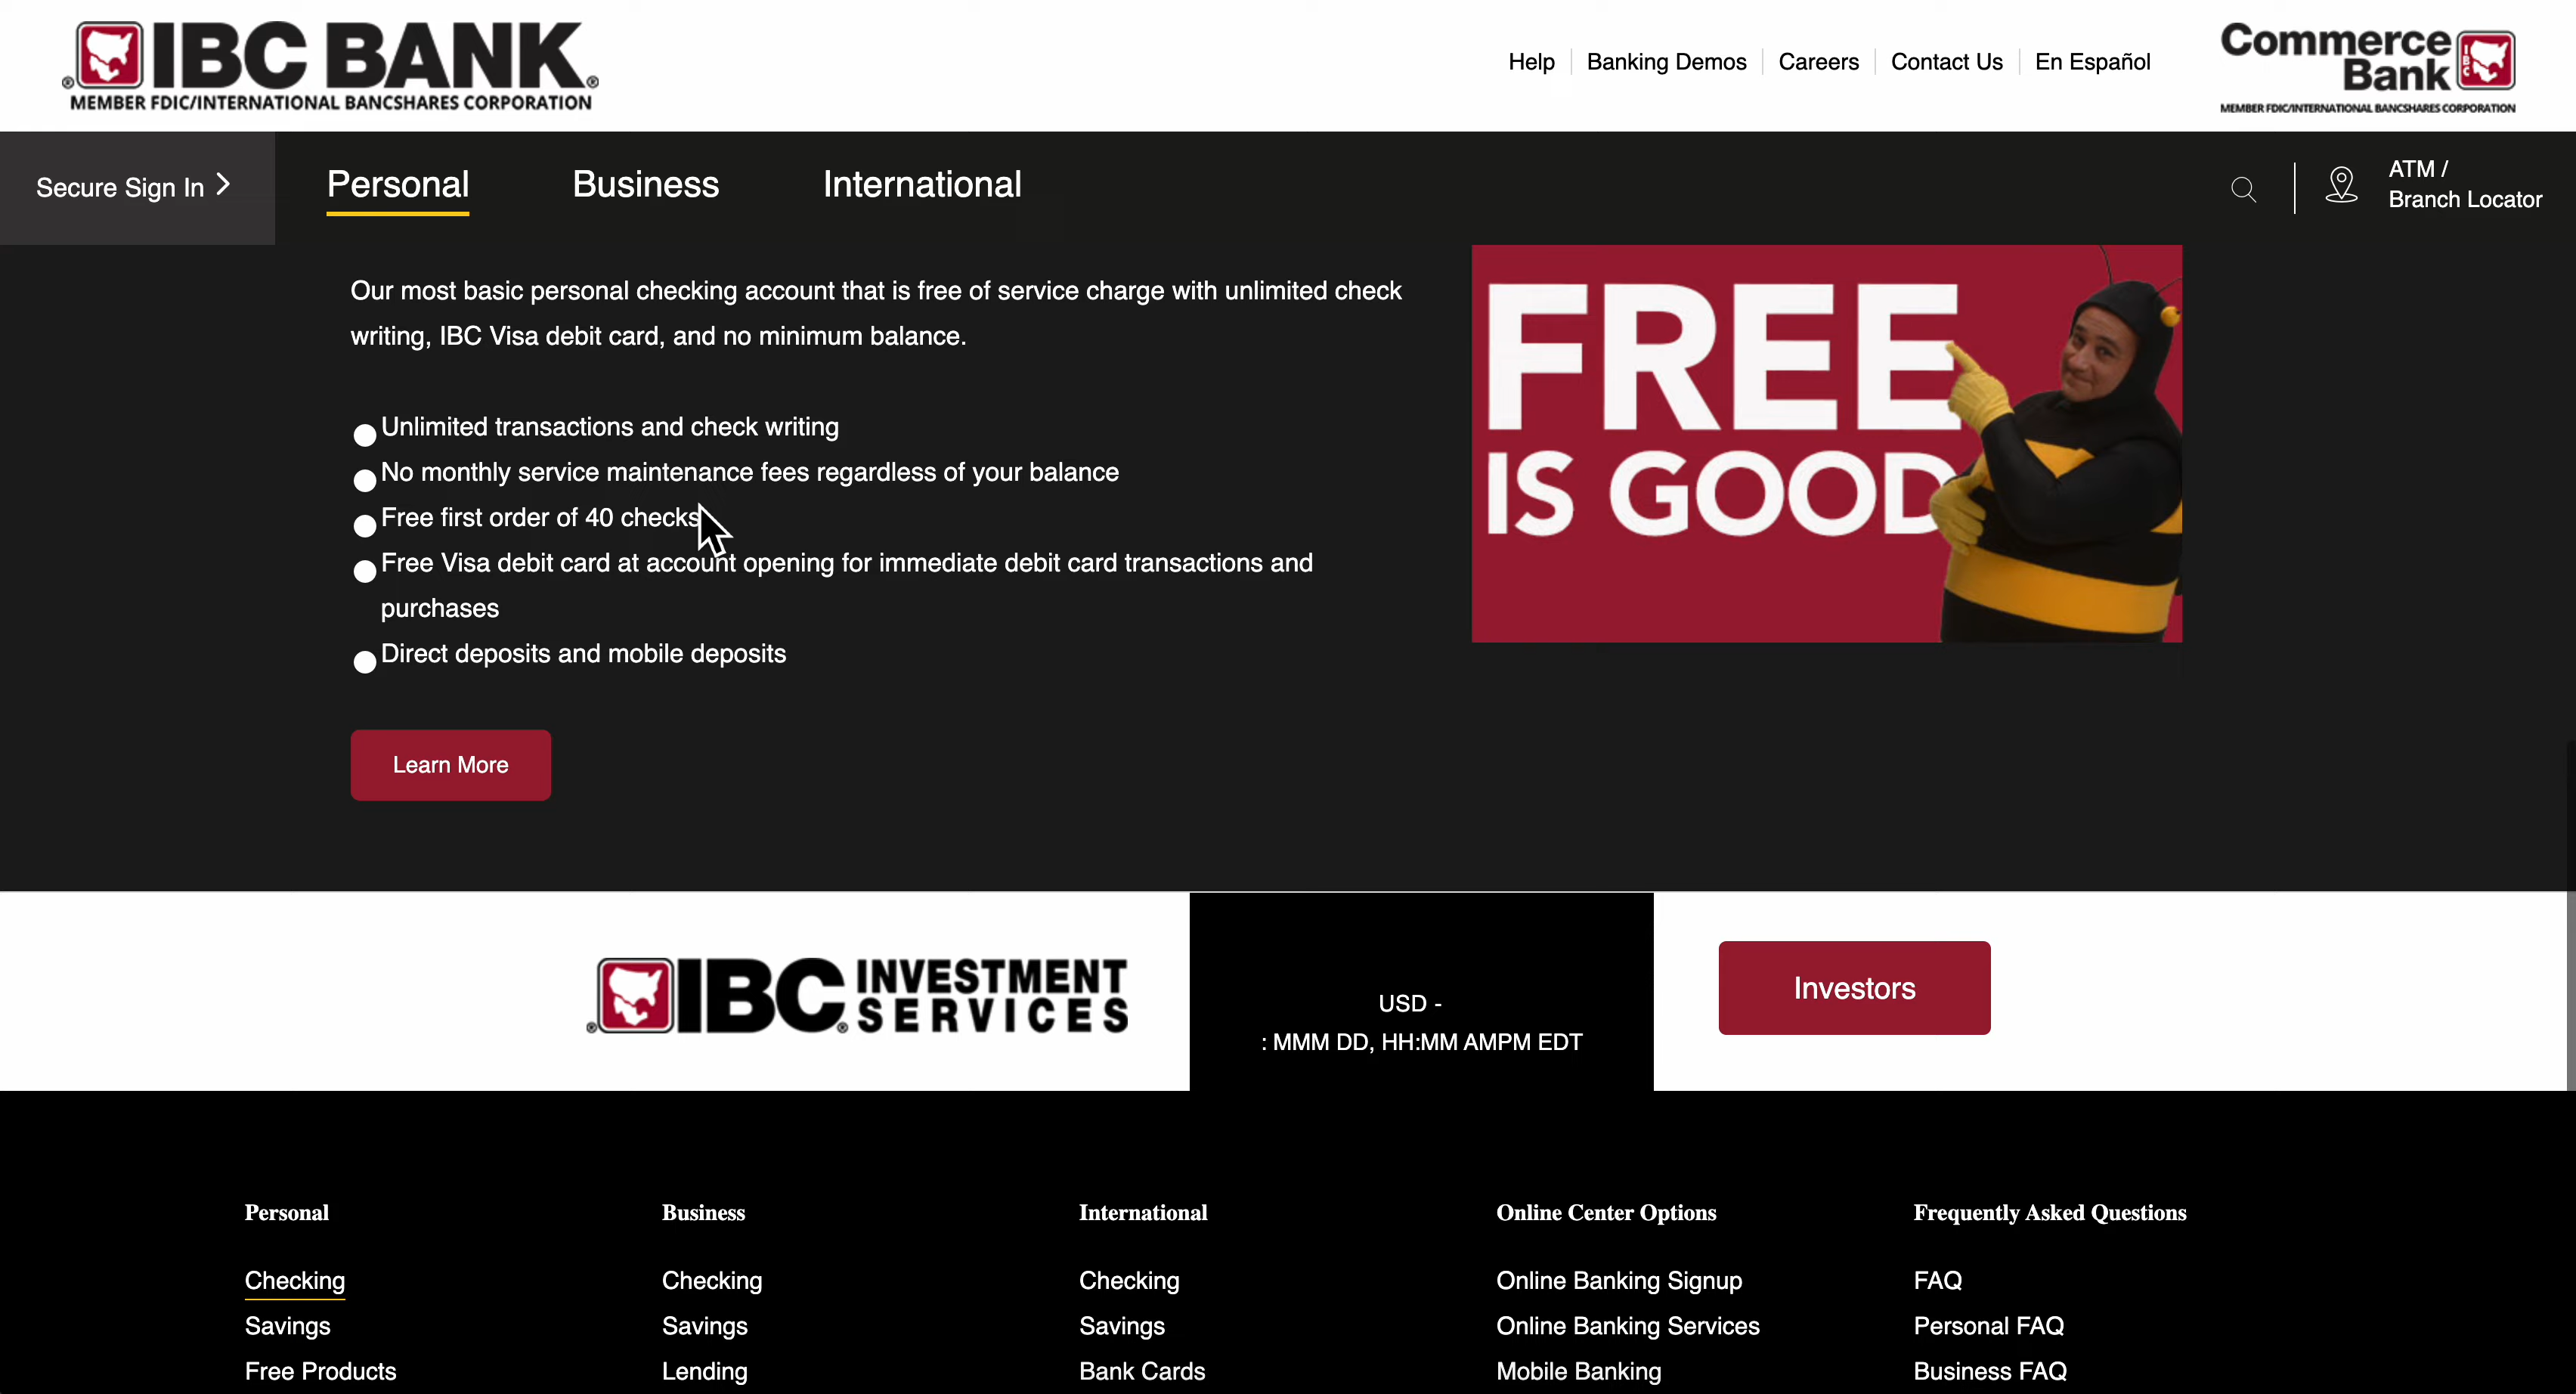 IBC BANK
MEMBER FDIC/INTERNATIONAL BANCSHARES CORPORATION
Help
Banking Demos
Careers
Contact Us
En Español
Commerce
Bank
IBC
MEMBER FDIC/INTERNATIONAL BANCSHARES CORPORATION
Secure Sign In
Personal
Business
International
ATM /
Branch Locator
Our most basic personal checking account that is free of service charge with unlimited check
writing, IBC Visa debit card, and no minimum balance.
Unlimited transactions and check writing
No monthly service maintenance fees regardless of your balance
Free first order of 40 checks
Free Visa debit card at account opening for immediate debit card transactions and
purchases
Direct deposits and mobile deposits
FREE
IS GOOD
Learn More
IBC INVESTMENT
SERVICES
USD -
: MMM DD, HH:MM AMPM EDT
Investors
Personal
Checking
Savings
Free Products
Business
Checking
Savings
Lending
International
Checking
Savings
Bank Cards
Online Center Options
Online Banking Signup
Online Banking Services
Mobile Banking
Frequently Asked Questions
FAQ
Personal FAQ
Business FAQ